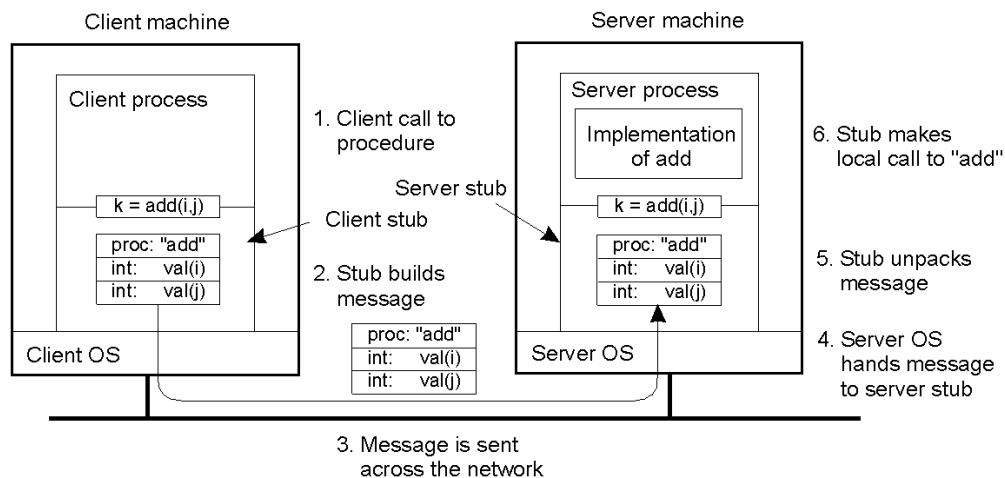 Client machine
Server machine
Client process
1. Client call to
procedure
Server process
Implementation
of add
6. Stub makes
local call to "add"
Server stub
k = add(i,j)
Client stub
k = add(i,j)
proc: "add"
int: val(i)
int: val(j)
2. Stub builds
message
proc: "add"
int: val(i)
int: val(j)
proc: "add"
int: val(i)
int: val(j)
5. Stub unpacks
message
Client OS
Server OS
4. Server OS
hands message
to server stub
3. Message is sent
across the network